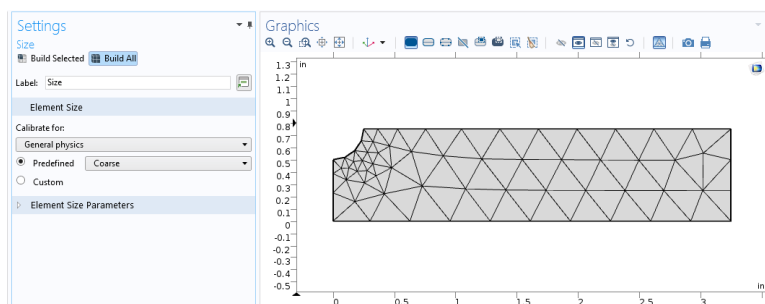 Settings
Size
Build Selected Build All
Label: Size
Element Size
Calibrate for:
General physics
Predefined Coarse
Custom
Element Size Parameters
Graphics
in
1.3
1.2
1.1
1
0.9
0.8
0.7
0.6
0.5
0.4
0.3
0.2
0.1
0
-0.1
-0.2
-0.3
-0.4
-0.5
in
0 0.5 1 1.5 2 2.5 3